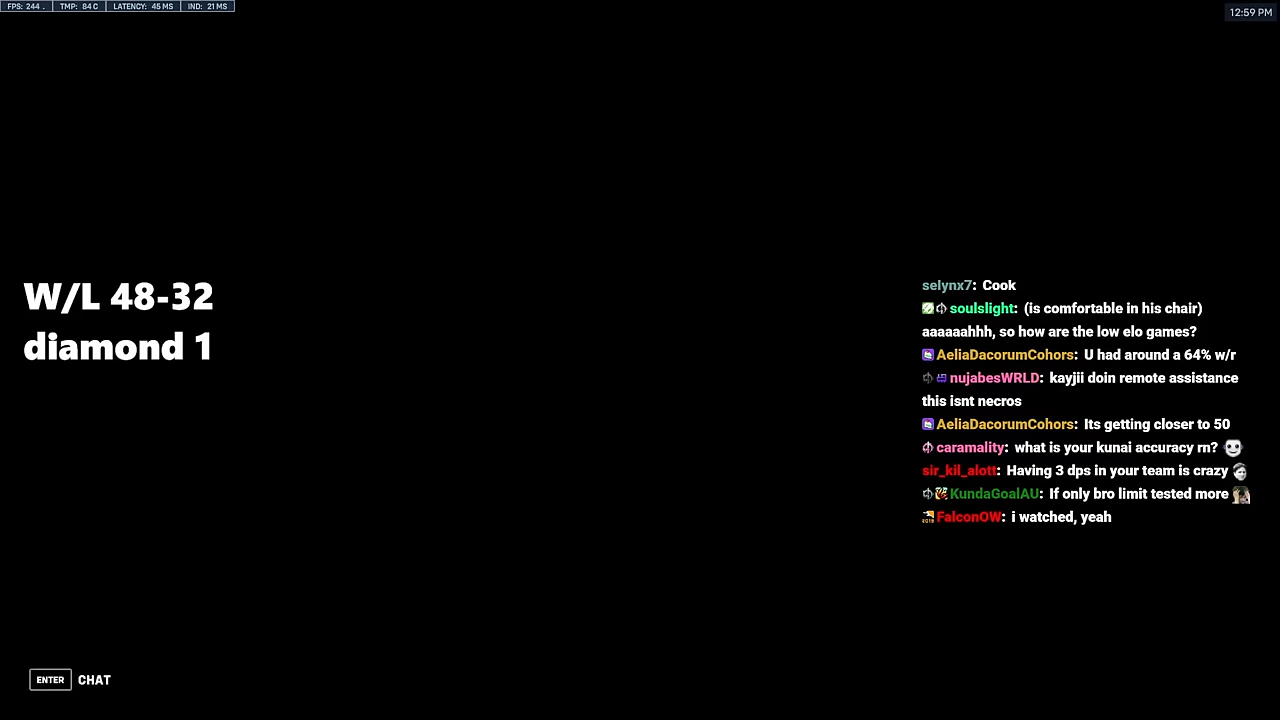 FPS: 244 . TMP: 84 C LATENCY: 45 MS IND: 21 MS
12:59 PM
W/L 48-32
diamond 1
selynx7: Cook
soulslight: (is comfortable in his chair)
aaaaaahhh, so how are the low elo games?
AeliaDacorumCohors: U had around a 64% w/r
nujabesWRLD: kayjii doin remote assistance
this isnt necros
AeliaDacorumCohors: Its getting closer to 50
caramality: what is your kunai accuracy rn?
sir_kil_alott: Having 3 dps in your team is crazy
KundaGoalAU: If only bro limit tested more
FalconOW: i watched, yeah
ENTER CHAT